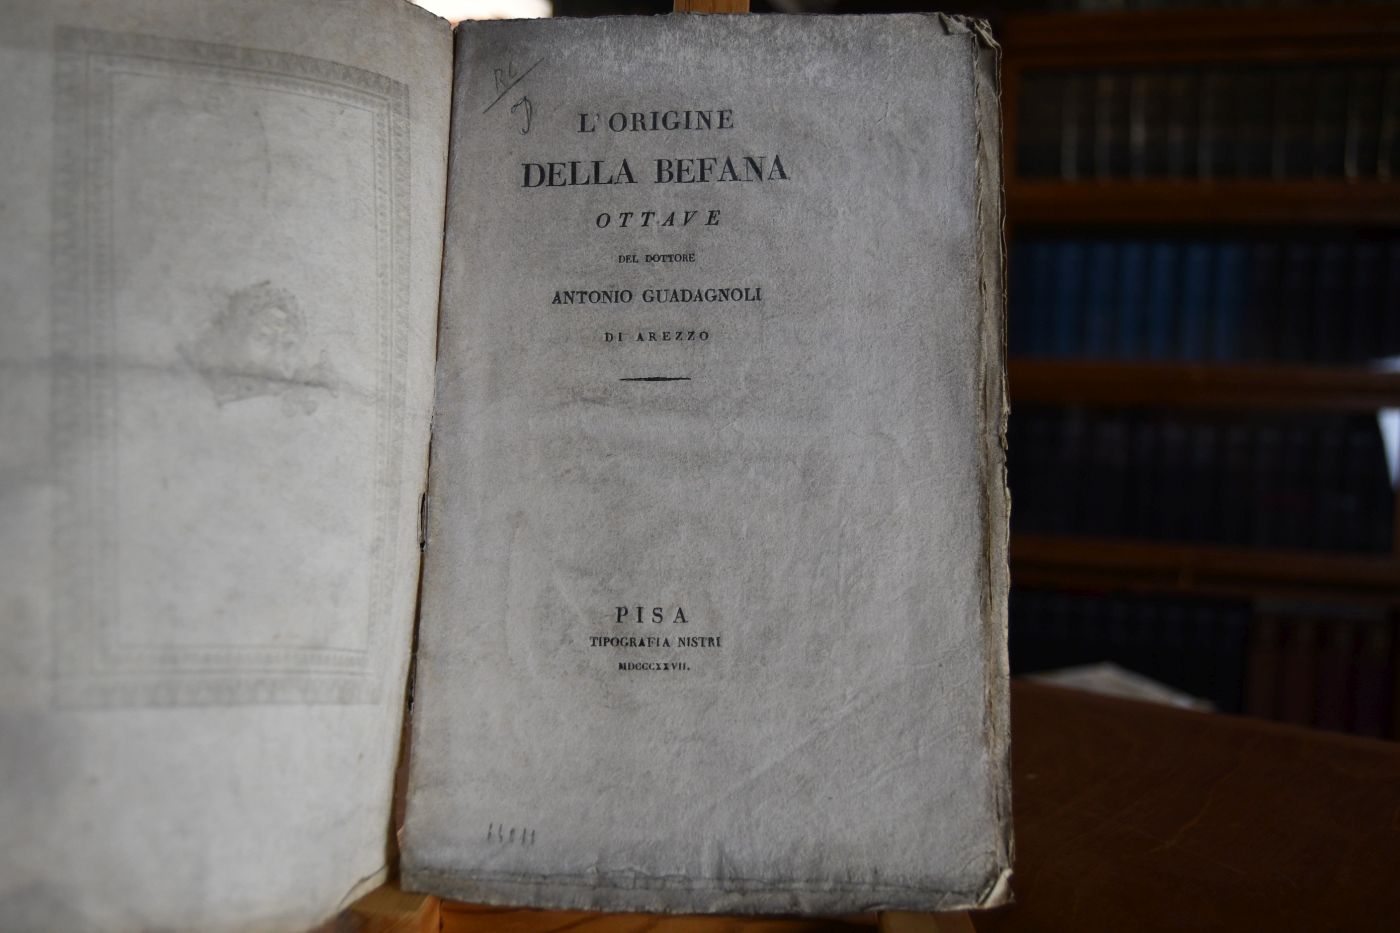 L'ORIGINE
DELLA BEFANA
OTTAVE
DEL DOTTORE
ANTONIO GUADAGNOLI
DI AREZZO
PISA
TIPOGRAFIA NISTRI
MDCCCXXVII.